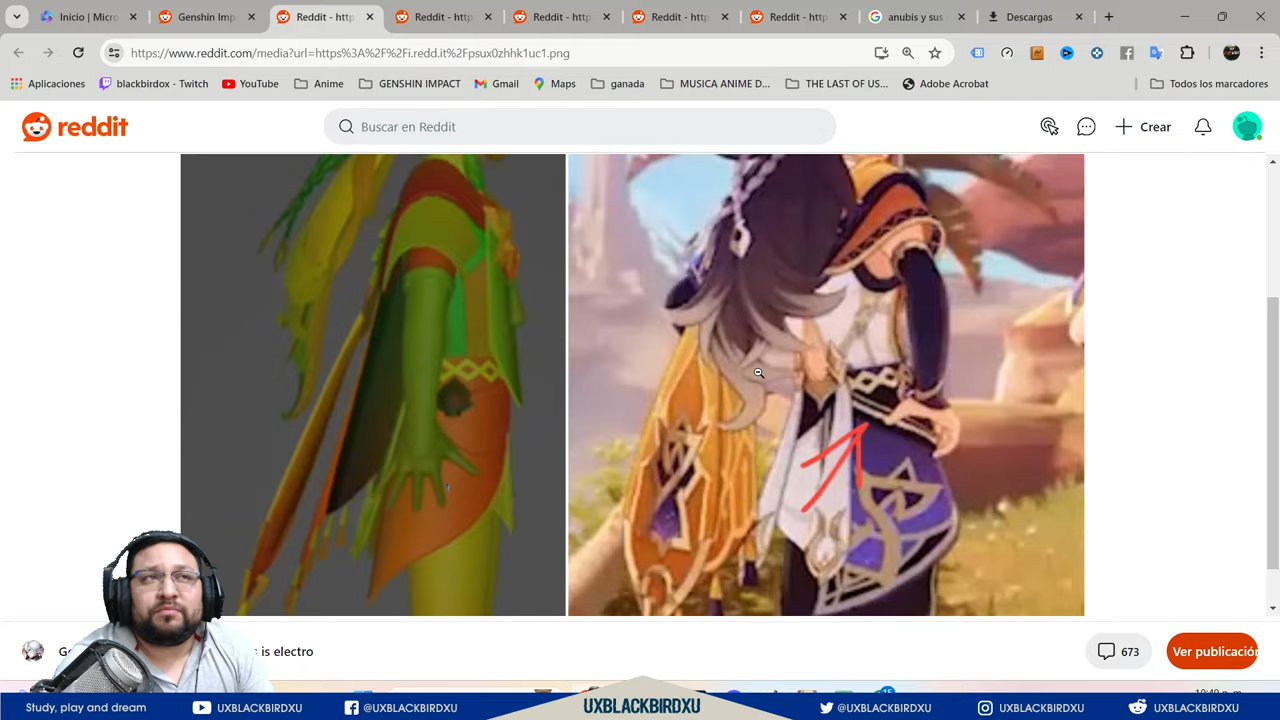 Inicio | Micro
Genshin Imp
Reddit - http
Reddit - http
Reddit - http
Reddit - http
Reddit - http
anubis y sus
Descargas
https://www.reddit.com/media?url=https%3A%2F%2Fi.redd.it%2Fpsux0zhhk1uc1.png
Aplicaciones
blackbirdox - Twitch
YouTube
Anime
GENSHIN IMPACT
Gmail
Maps
ganada
MUSICA ANIME D...
THE LAST OF US...
Adobe Acrobat
Todos los marcadores
reddit
Buscar en Reddit
Crear
is electro
673
Ver publicación
15
Study, play and dream
UXBLACKBIRDXU
@UXBLACKBIRDXU
UXBLACKBIRDXU
@UXBLACKBIRDXU
UXBLACKBIRDXU
UXBLACKBIRDXU